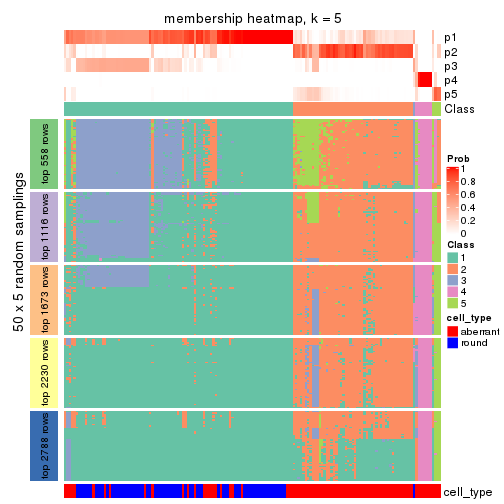 membership heatmap, k = 5
p1
p2
p3
p4
p5
Class
50 x 5 random samplings
top 558 rows
top 1116 rows
top 1673 rows
top 2230 rows
top 2788 rows
cell_type
Prob
1
0.8
0.6
0.4
0.2
0
Class
1
2
3
4
5
cell_type
aberrant
round